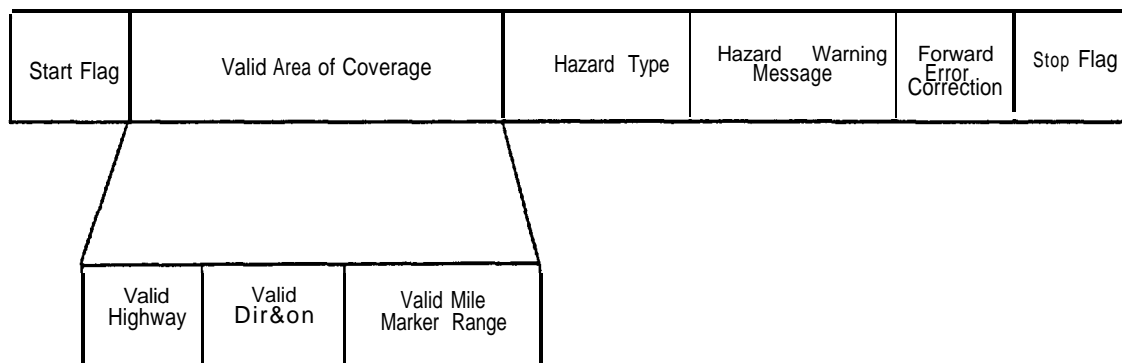 Start Flag
Valid Area of Coverage
Hazard Type
Hazard Warning
Message
Forward
Error
Correction
Stop Flag
Valid
Highway
Valid
Dir&on
Valid Mile
Marker Range